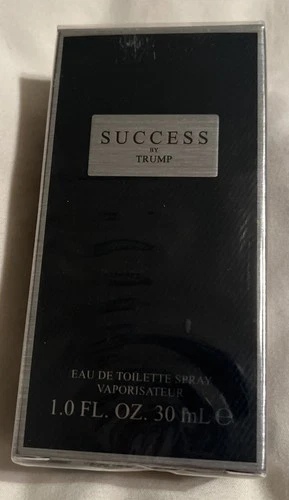 SUCCESS
BY
TRUMP
EAU DE TOILETTE SPRAY
VAPORISATEUR
1.0 FL. OZ. 30 mL ℮